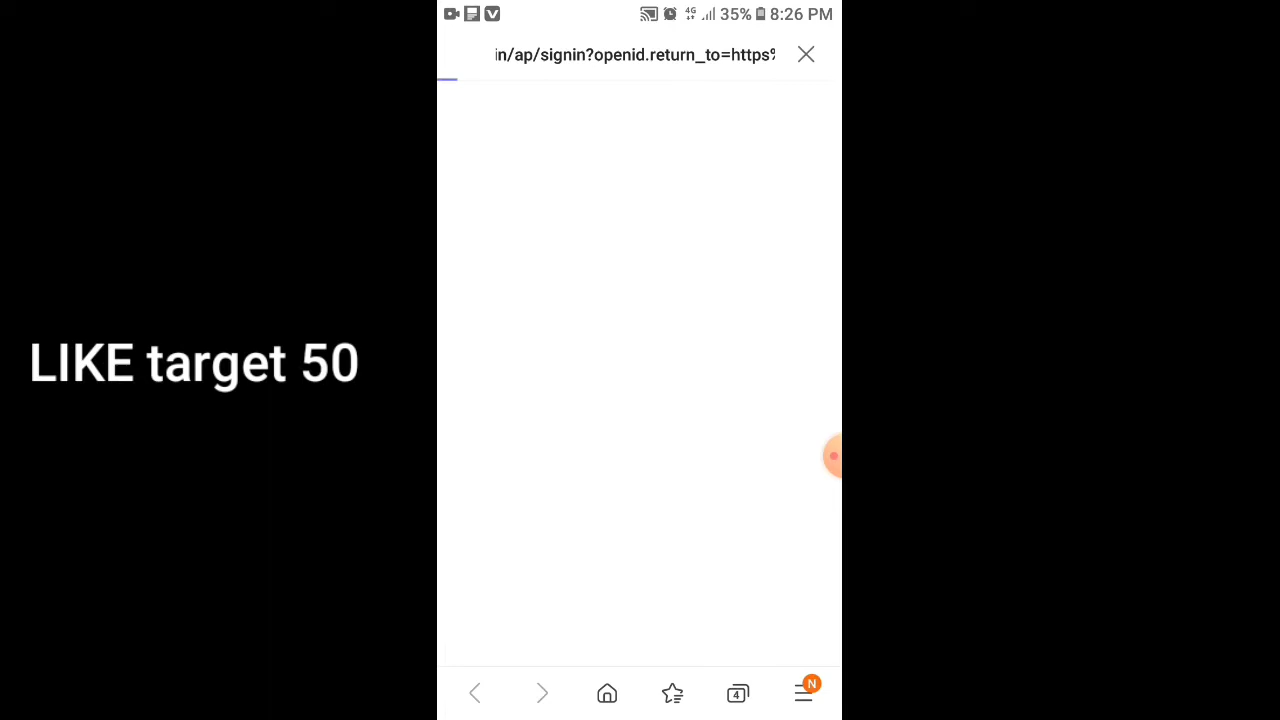 35% 8:26 PM
in/ap/signin?openid.return_to=https%
LIKE target 50
4
N